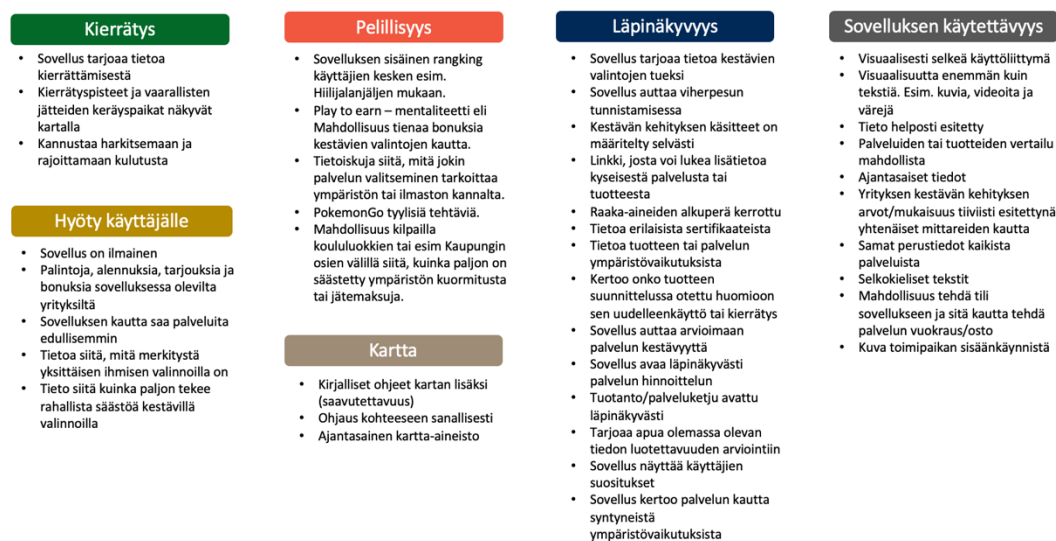 Kierrätys
• Sovellus tarjoaa tietoa
kierrättämisestä
• Kierrätyspisteet ja vaarallisten
jätteiden keräyspaikat näkyvät
kartalla
• Kannustaa harkitsemaan ja
rajoittamaan kulutusta
Hyöty käyttäjälle
• Sovellus on ilmainen
• Palintoja, alennuksia, tarjouksia ja
bonuksia sovelluksessa olevilta
yrityksiltä
• Sovelluksen kautta saa palveluita
edullisemmin
• Tietoa siitä, mitä merkitystä
yksittäisen ihmisen valinnoilla on
• Tieto siitä kuinka paljon tekee
rahallista säästöä kestävillä
valinnoilla
Pelillisyys
• Sovelluksen sisäinen rangking
käyttäjien kesken esim.
Hiilijalanjäljen mukaan.
• Play to earn – mentaliteetti eli
Mahdollisuus tienaa bonuksia
kestävien valintojen kautta.
• Tietoiskuja siitä, mitä jokin
palvelun valitseminen tarkoittaa
ympäristön tai ilmaston kannalta.
• PokemonGo tyylisiä tehtäviä.
• Mahdollisuus kilpailla
koululuokkien tai esim Kaupungin
osien välillä siitä, kuinka paljon on
säästetty ympäristön kuormitusta
tai jätemaksuja.
Kartta
• Kirjalliset ohjeet kartan lisäksi
(saavutettavuus)
• Ohjaus kohteeseen sanallisesti
• Ajantasainen kartta-aineisto
Läpinäkyvyys
• Sovellus tarjoaa tietoa kestävien
valintojen tueksi
• Sovellus auttaa viherpesun
tunnistamisessa
• Kestävän kehityksen käsitteet on
määritelty selvästi
• Linkki, josta voi lukea lisätietoa
kyseisestä palvelusta tai
tuotteesta
• Raaka-aineiden alkuperä kerrottu
• Tietoa erilaisista sertifikaateista
• Tietoa tuotteen tai palvelun
ympäristövaikutuksista
• Kertoo onko tuotteen
suunnittelussa otettu huomioon
sen uudelleenkäyttö tai kierrätys
• Sovellus auttaa arvioimaan
palvelun kestävyyttä
• Sovellus avaa läpinäkyvästi
palvelun hinnoittelun
• Tuotanto/palveluketju avattu
läpinäkyvästi
• Tarjoaa apua olemassa olevan
tiedon luotettavuuden arviointiin
• Sovellus näyttää käyttäjien
suositukset
• Sovellus kertoo palvelun kautta
syntyneistä
ympäristövaikutuksista
Sovelluksen käytettävyys
• Visuaalisesti selkeä käyttöliittymä
• Visuaalisuutta enemmän kuin
tekstiä. Esim. kuvia, videoita ja
värejä
• Tieto helposti esitetty
• Palveluiden tai tuotteiden vertailu
mahdollista
• Ajantasaiset tiedot
• Yrityksen kestävän kehityksen
arvot/mukaisuus tiiviisti esitettynä
yhtenäiset mittareiden kautta
• Samat perustiedot kaikista
palveluista
• Selkokieliset tekstit
• Mahdollisuus tehdä tili
sovellukseen ja sitä kautta tehdä
palvelun vuokraus/osto
• Kuva toimipaikan sisäänkäynnistä